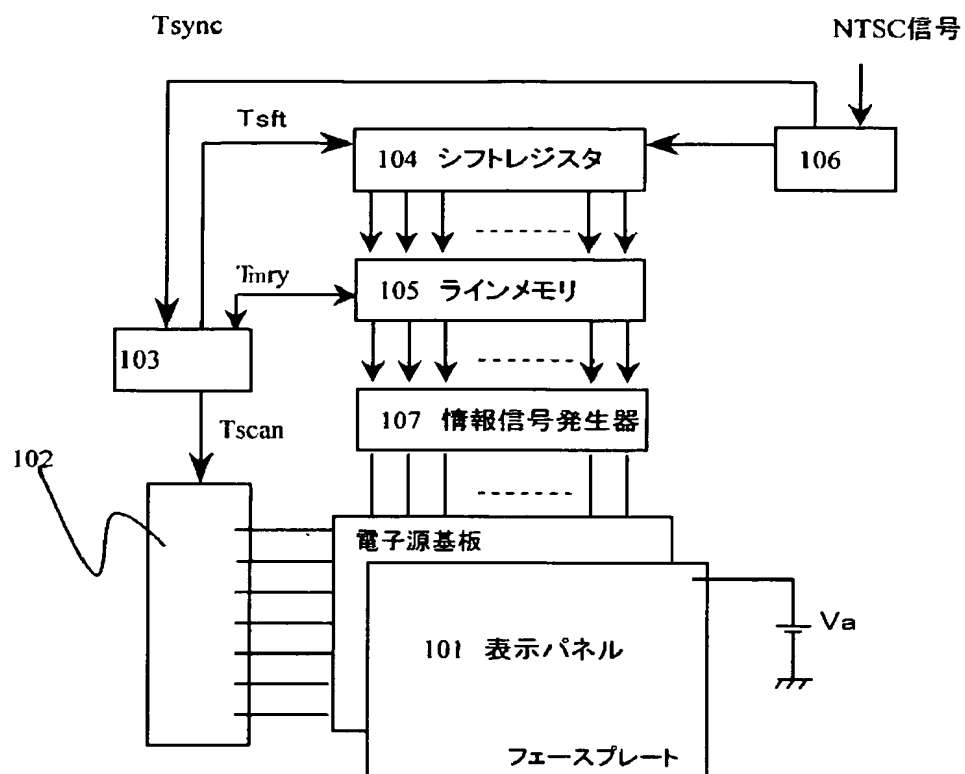 Tsync
NTSC信号
Tsft
104 シフトレジスタ
106
Tmry
105 ラインメモリ
103
107 情報信号発生器
Tscan
102
電子源基板
Va
101 表示パネル
フェースプレート